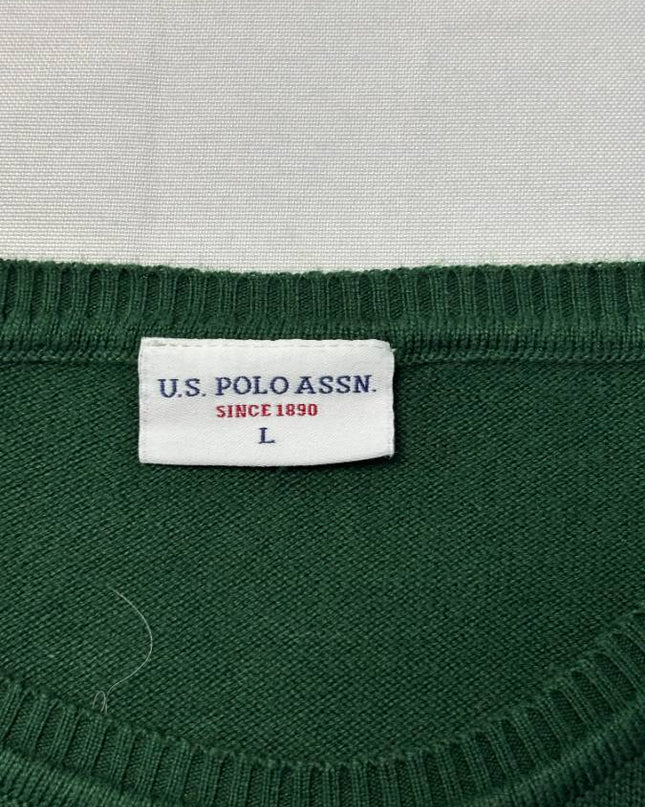 U.S. POLO ASSN.
SINCE 1890
L